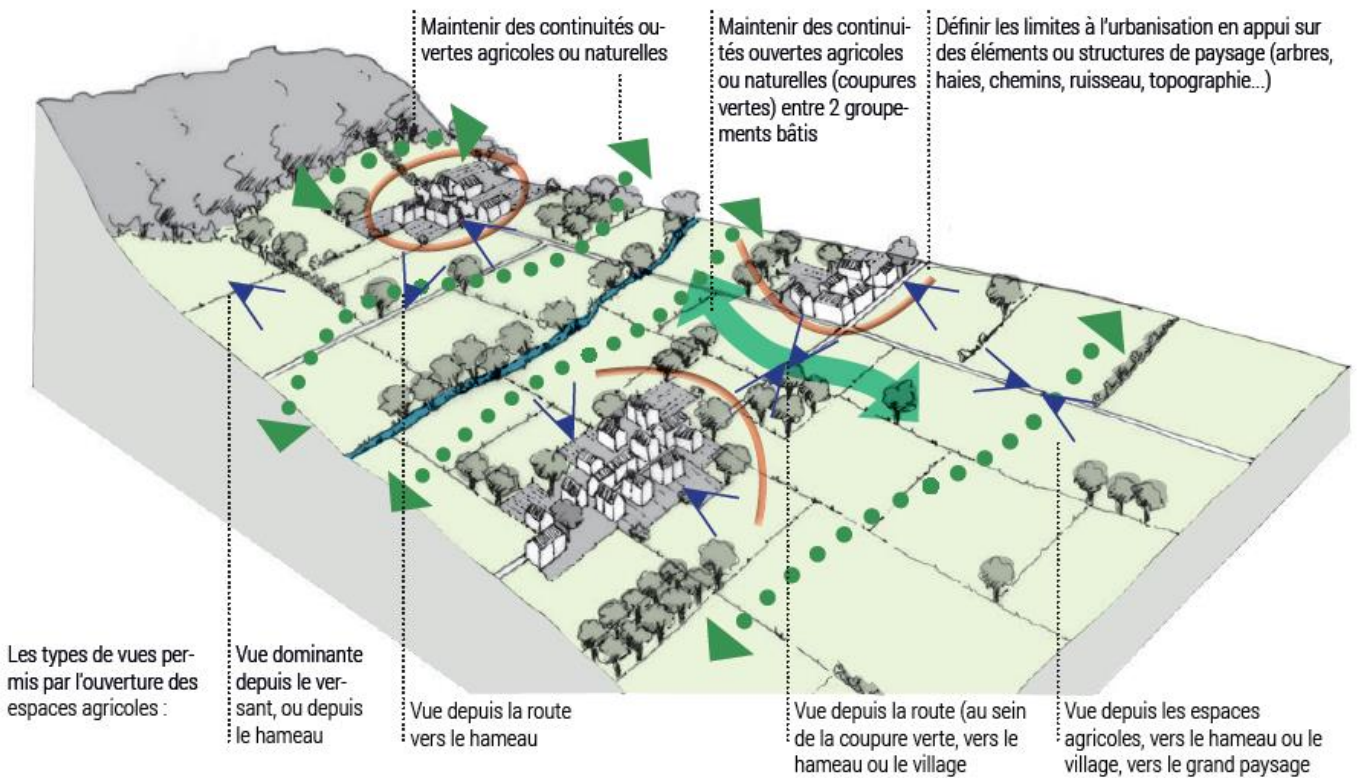 Maintenir des continuités ou-
vertes agricoles ou naturelles
Maintenir des continui-
tés ouvertes agricoles
ou naturelles (coupures
vertes) entre 2 groupe-
ments bâtis
Définir les limites à l'urbanisation en appui sur
des éléments ou structures de paysage (arbres,
haies, chemins, ruisseau, topographie...)
Les types de vues per-
mis par l'ouverture des
espaces agricoles :
Vue dominante
depuis le ver-
sant, ou depuis
le hameau
Vue depuis la route
vers le hameau
Vue depuis la route (au sein
de la coupure verte, vers le
hameau ou le village
Vue depuis les espaces
agricoles, vers le hameau ou le
village, vers le grand paysage